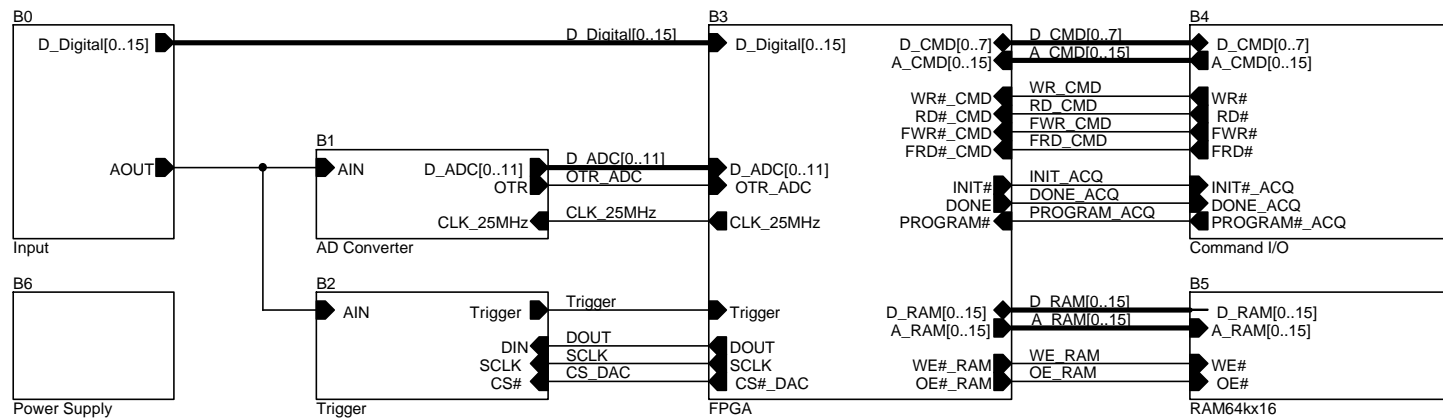 B0
D_Digital[0..15]
AOUT
Input
B6
Power Supply
B1
AIN
D_ADC[0..11]
OTR
CLK_25MHz
AD Converter
B2
AIN
Trigger
DIN
SCLK
CS#
Trigger
D_Digital[0..15]
D_ADC[0..11]
OTR_ADC
CLK_25MHz
Trigger
DOUT
SCLK
CS_DAC
B3
D_Digital[0..15]
D_ADC[0..11]
OTR_ADC
CLK_25MHz
Trigger
DOUT
SCLK
CS#_DAC
D_CMD[0..7]
A_CMD[0..15]
WR#_CMD
RD#_CMD
FWR#_CMD
FRD#_CMD
INIT#
DONE
PROGRAM#
D_RAM[0..15]
A_RAM[0..15]
WE#_RAM
OE#_RAM
FPGA
D_CMD[0..7]
A_CMD[0..15]
WR_CMD
RD_CMD
FWR_CMD
FRD_CMD
INIT_ACQ
DONE_ACQ
PROGRAM_ACQ
D_RAM[0..15]
A_RAM[0..15]
WE_RAM
OE_RAM
B4
D_CMD[0..7]
A_CMD[0..15]
WR#
RD#
FWR#
FRD#
INIT#_ACQ
DONE_ACQ
PROGRAM#_ACQ
Command I/O
B5
D_RAM[0..15]
A_RAM[0..15]
WE#
OE#
RAM64kx16